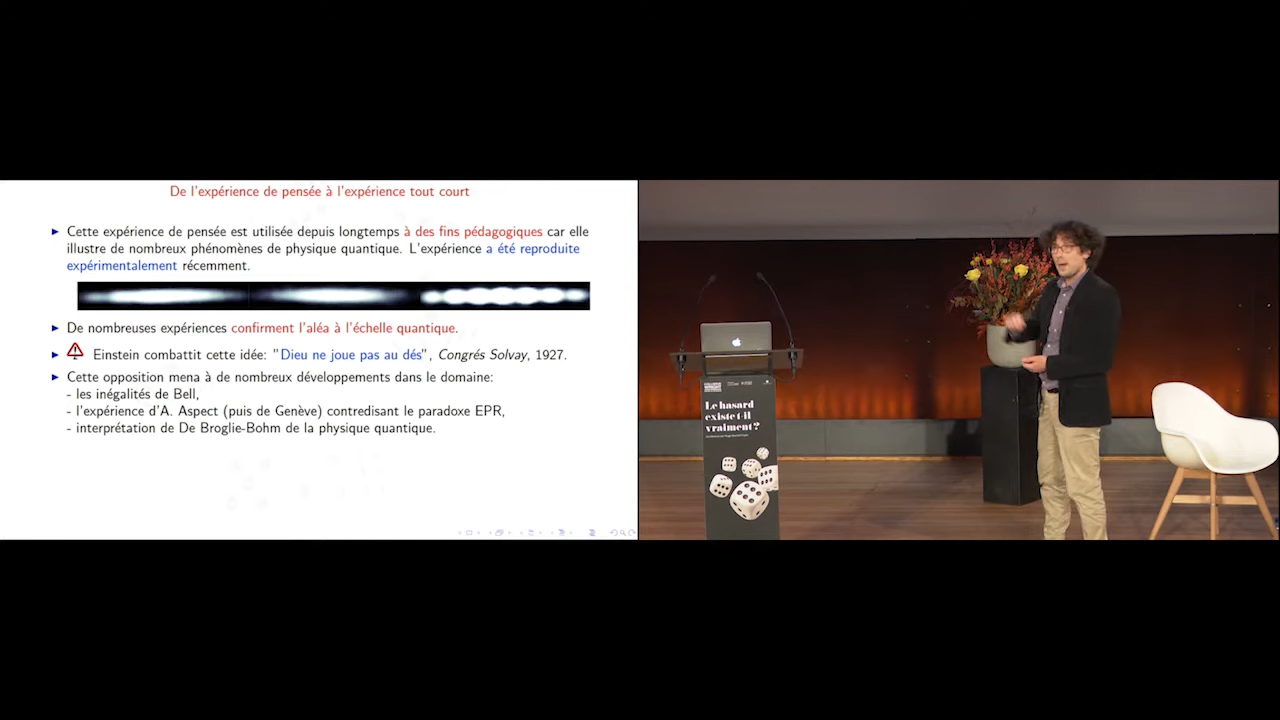 De l'expérience de pensée à l'expérience tout court
Cette expérience de pensée est utilisée depuis longtemps à des fins pédagogiques car elle
illustre de nombreux phénomènes de physique quantique. L'expérience a été reproduite
expérimentalement récemment.
De nombreuses expériences confirment l'aléa à l'échelle quantique.
Einstein combattit cette idée: "Dieu ne joue pas au dés", Congrés Solvay, 1927.
Cette opposition mena à de nombreux développements dans le domaine:
- les inégalités de Bell,
- l'expérience d'A. Aspect (puis de Genève) contredisant le paradoxe EPR,
- interprétation de De Broglie-Bohm de la physique quantique.
Le hasard
existe t-il
vraiment?